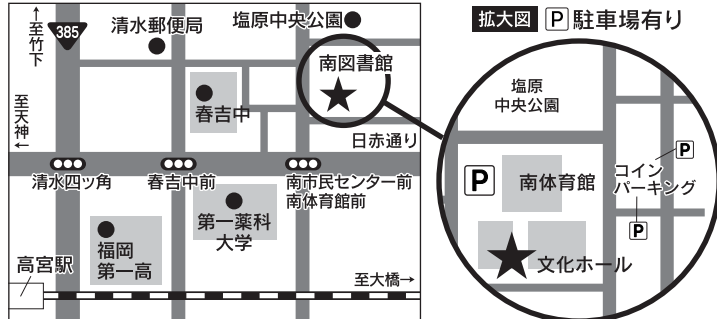 至竹下
385
清水郵便局
塩原中央公園
南図書館
春吉中
至天神
日赤通り
清水四ツ角
春吉中前
南市民センター前
南体育館前
第一薬科
大学
福岡
第一高
高宮駅
至大橋→
拡大図 P 駐車場有り
塩原
中央公園
P
南体育館
コイン
パーキング
P
P
文化ホール